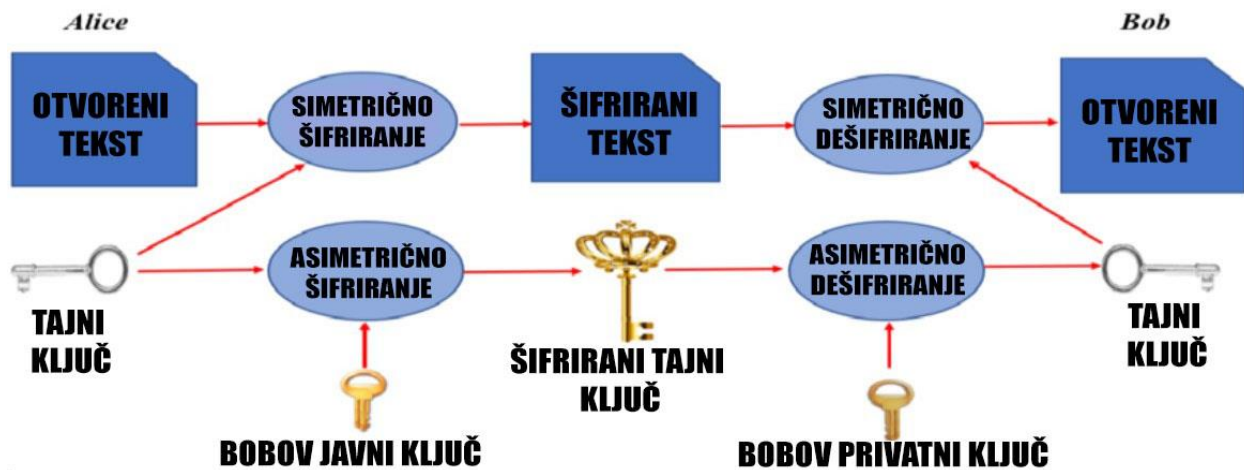 Alice
Bob
OTVORENI
TEKST
SIMETRIČNO
ŠIFRIRANJE
ŠIFRIRANI
TEKST
SIMETRIČNO
DEŠIFRIRANJE
OTVORENI
TEKST
TAJNI
KLJUČ
ASIMETRIČNO
ŠIFRIRANJE
ŠIFRIRANI TAJNI
KLJUČ
ASIMETRIČNO
DEŠIFRIRANJE
TAJNI
KLJUČ
BOBOV JAVNI KLJUČ
BOBOV PRIVATNI KLJUČ